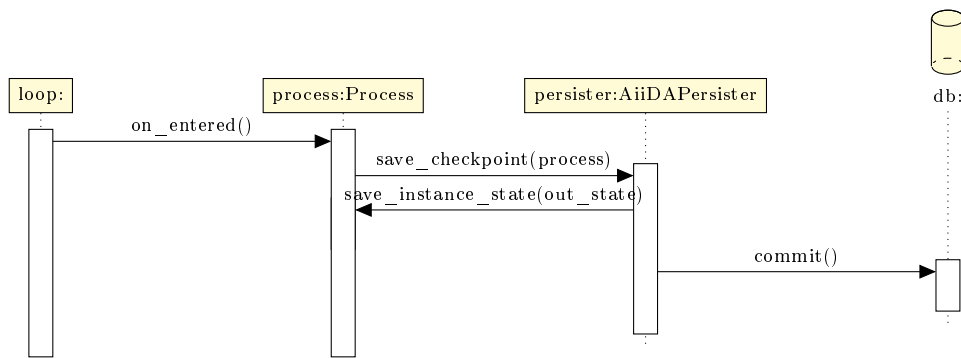 loop:
process:Process
persister:AiiDAPersister
db:
on_entered()
save_checkpoint(process)
save_instance_state(out_state)
commit()